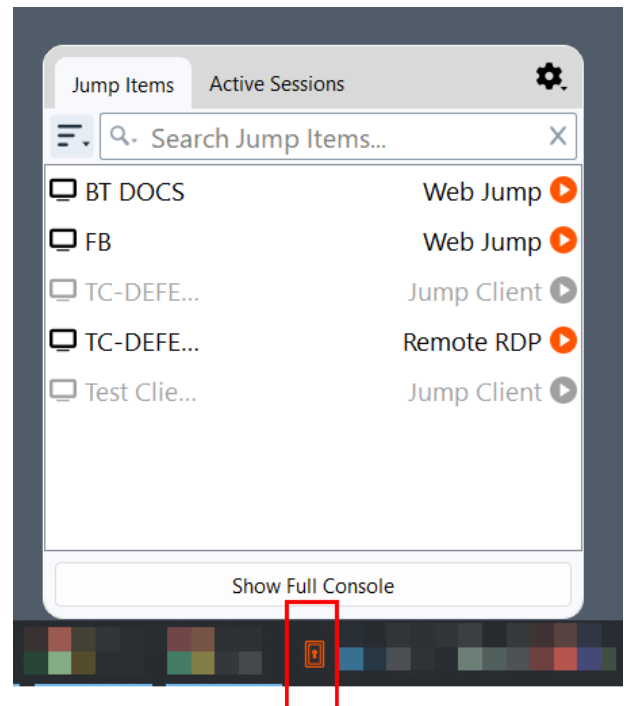 Jump Items Active Sessions
Search Jump Items...
BT DOCS Web Jump
FB Web Jump
TC-DEFE... Jump Client
TC-DEFE... Remote RDP
Test Clie... Jump Client
Show Full Console